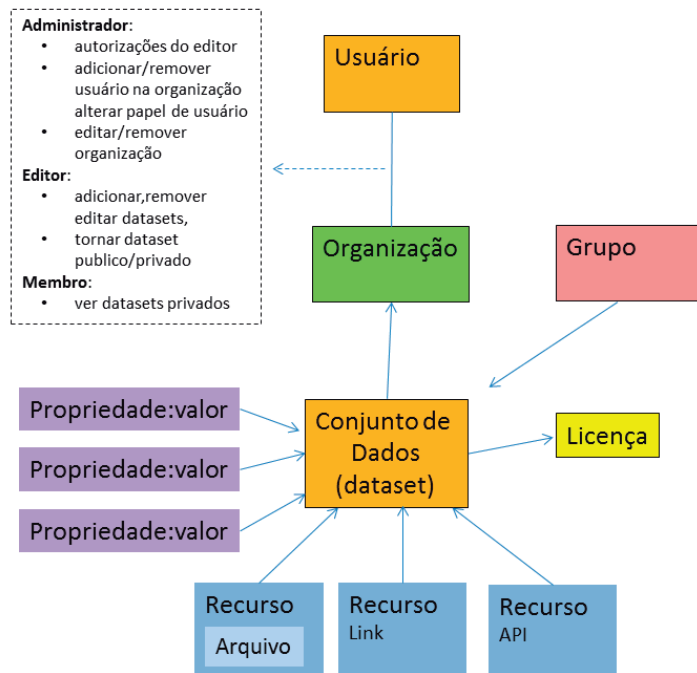 Administrador:
• autorizações do editor
• adicionar/remover
usuário na organização
alterar papel de usuário
• editar/remover
organização
Editor:
• adicionar,remover
editar datasets,
• tornar dataset
publico/privado
Membro:
• ver datasets privados
Usuário
Organização
Grupo
Propriedade:valor
Propriedade:valor
Propriedade:valor
Conjunto de
Dados
(dataset)
Licença
Recurso
Arquivo
Recurso
Link
Recurso
API